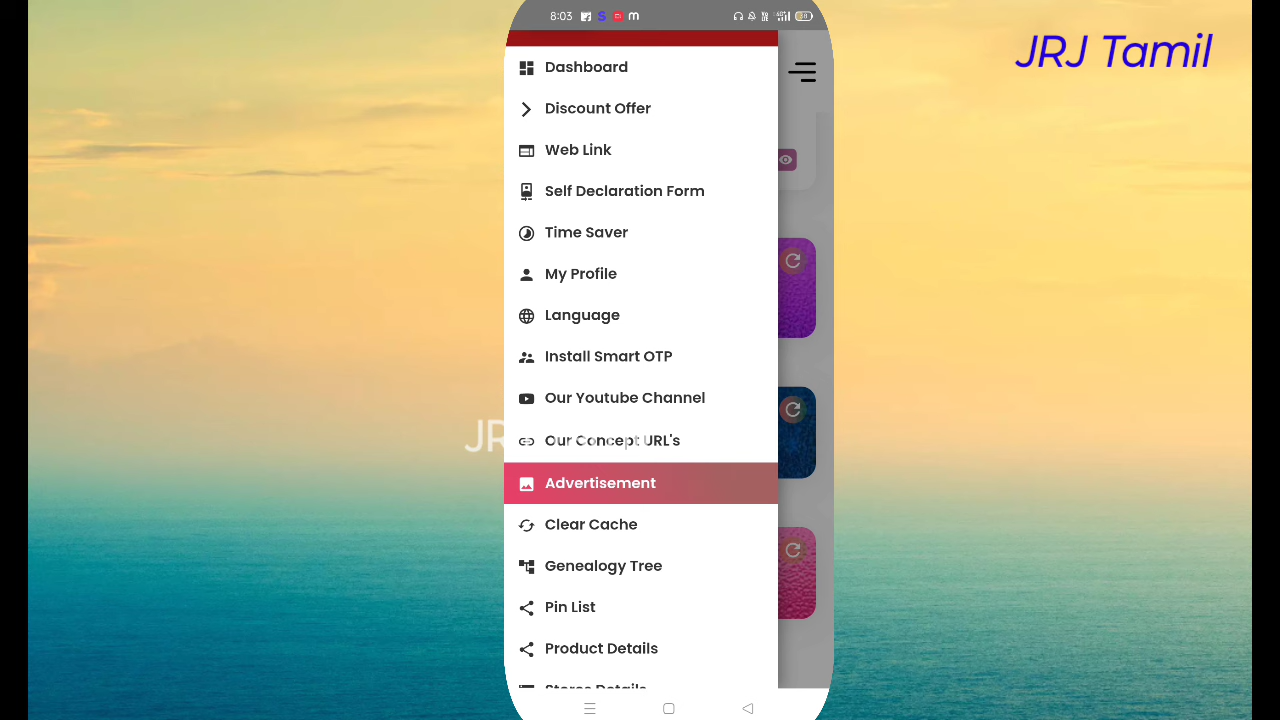 8:03
JRJ Tamil
Dashboard
Discount Offer
Web Link
Self Declaration Form
Time Saver
My Profile
Language
Install Smart OTP
Our Youtube Channel
Our Concept URL's
Advertisement
Clear Cache
Genealogy Tree
Pin List
Product Details
Stores Details